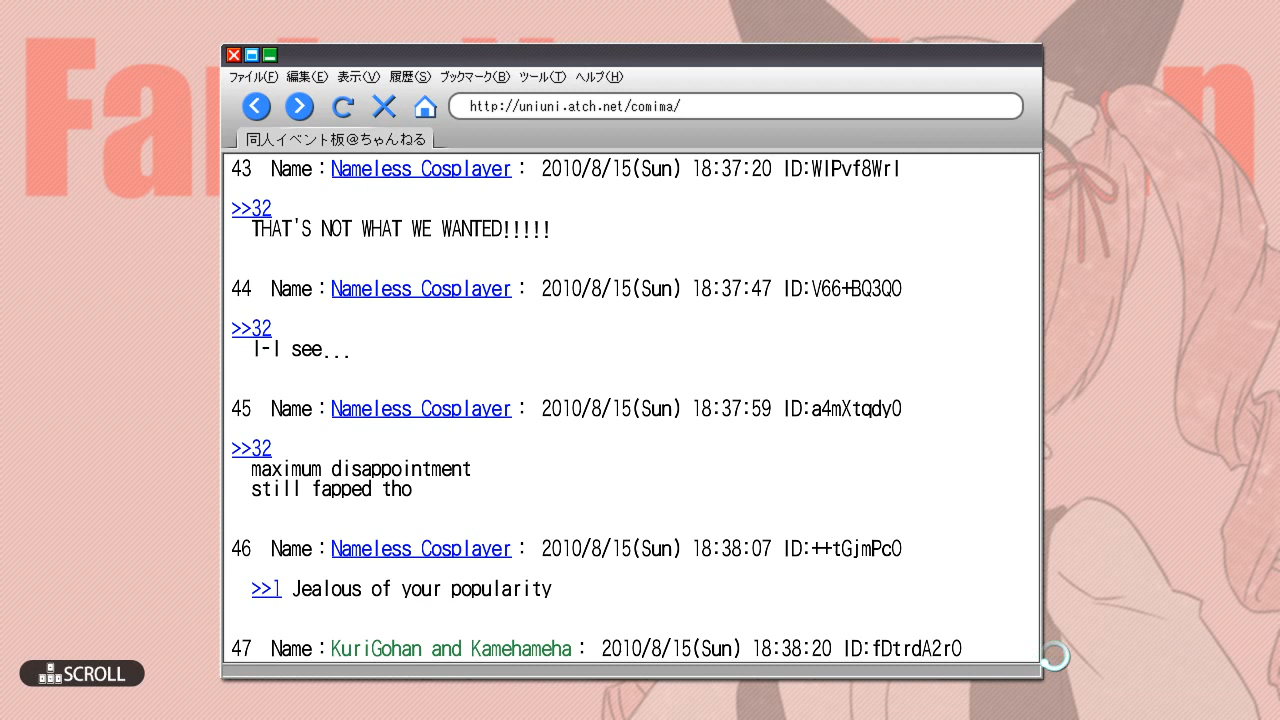 ファイル(F) 編集(E) 表示(V) 履歴(S) ブックマーク(B) ツール(T) ヘルプ(H)
http://uniuni.atch.net/comima/
同人イベント板@ちゃんねる
43 Name：Nameless Cosplayer： 2010/8/15(Sun) 18:37:20 ID:WIPvf8WrI
>>32
THAT'S NOT WHAT WE WANTED!!!!!
44 Name：Nameless Cosplayer： 2010/8/15(Sun) 18:37:47 ID:V66+BQ3QO
>>32
I-I see...
45 Name：Nameless Cosplayer： 2010/8/15(Sun) 18:37:59 ID:a4mXtqdyO
>>32
maximum disappointment
still fapped tho
46 Name：Nameless Cosplayer： 2010/8/15(Sun) 18:38:07 ID:++tGjmPcO
>>1 Jealous of your popularity
47 Name：KuriGohan and Kamehameha： 2010/8/15(Sun) 18:38:20 ID:fDtrdA2rO
SCROLL